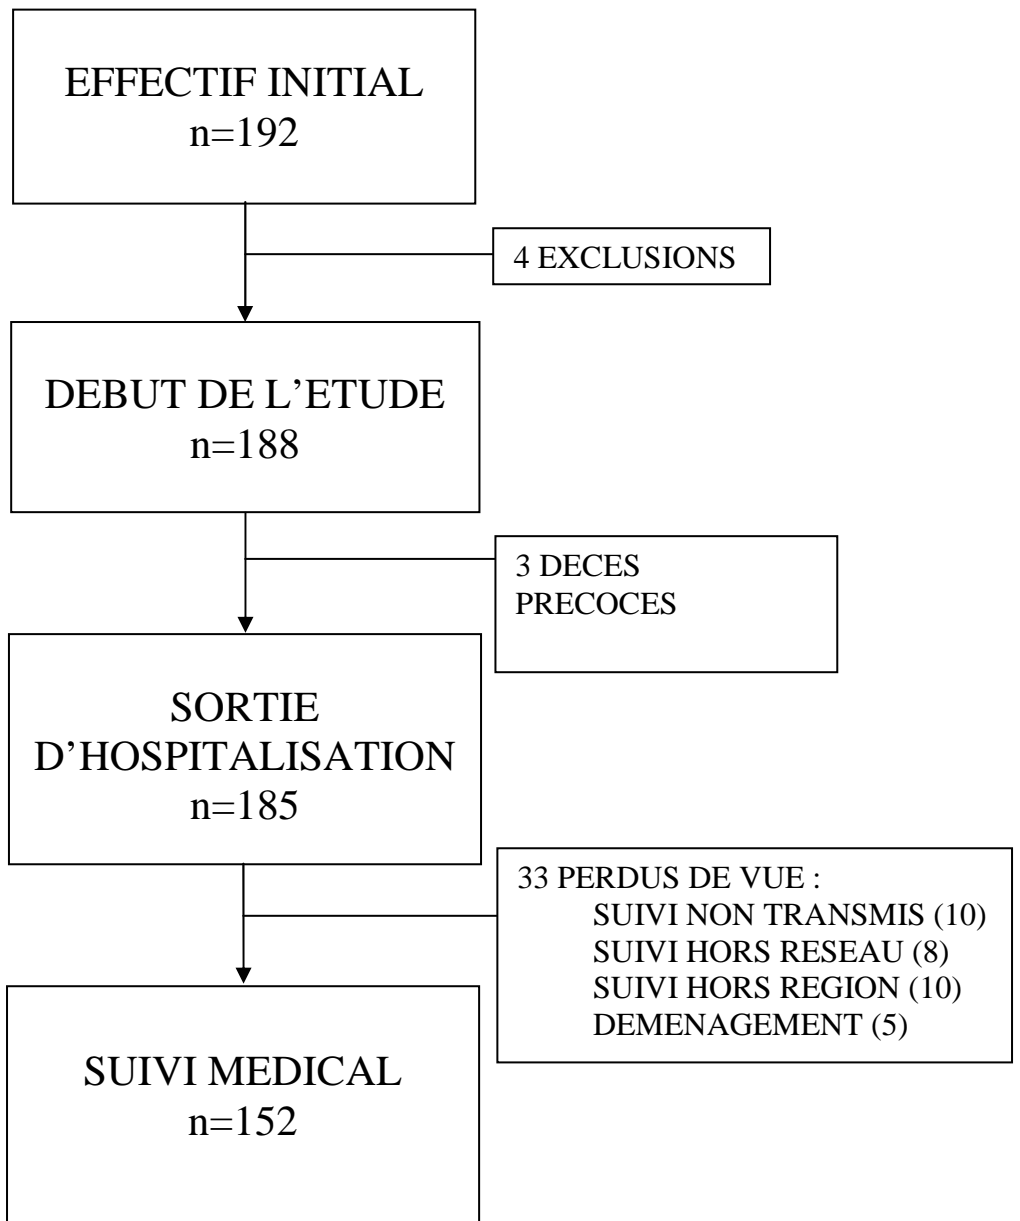 EFFECTIF INITIAL
n=192
4 EXCLUSIONS
DEBUT DE L’ETUDE
n=188
3 DECES
PRECOCES
SORTIE
D’HOSPITALISATION
n=185
33 PERDUS DE VUE :
SUIVI NON TRANSMIS (10)
SUIVI HORS RESEAU (8)
SUIVI HORS REGION (10)
DEMENAGEMENT (5)
SUIVI MEDICAL
n=152